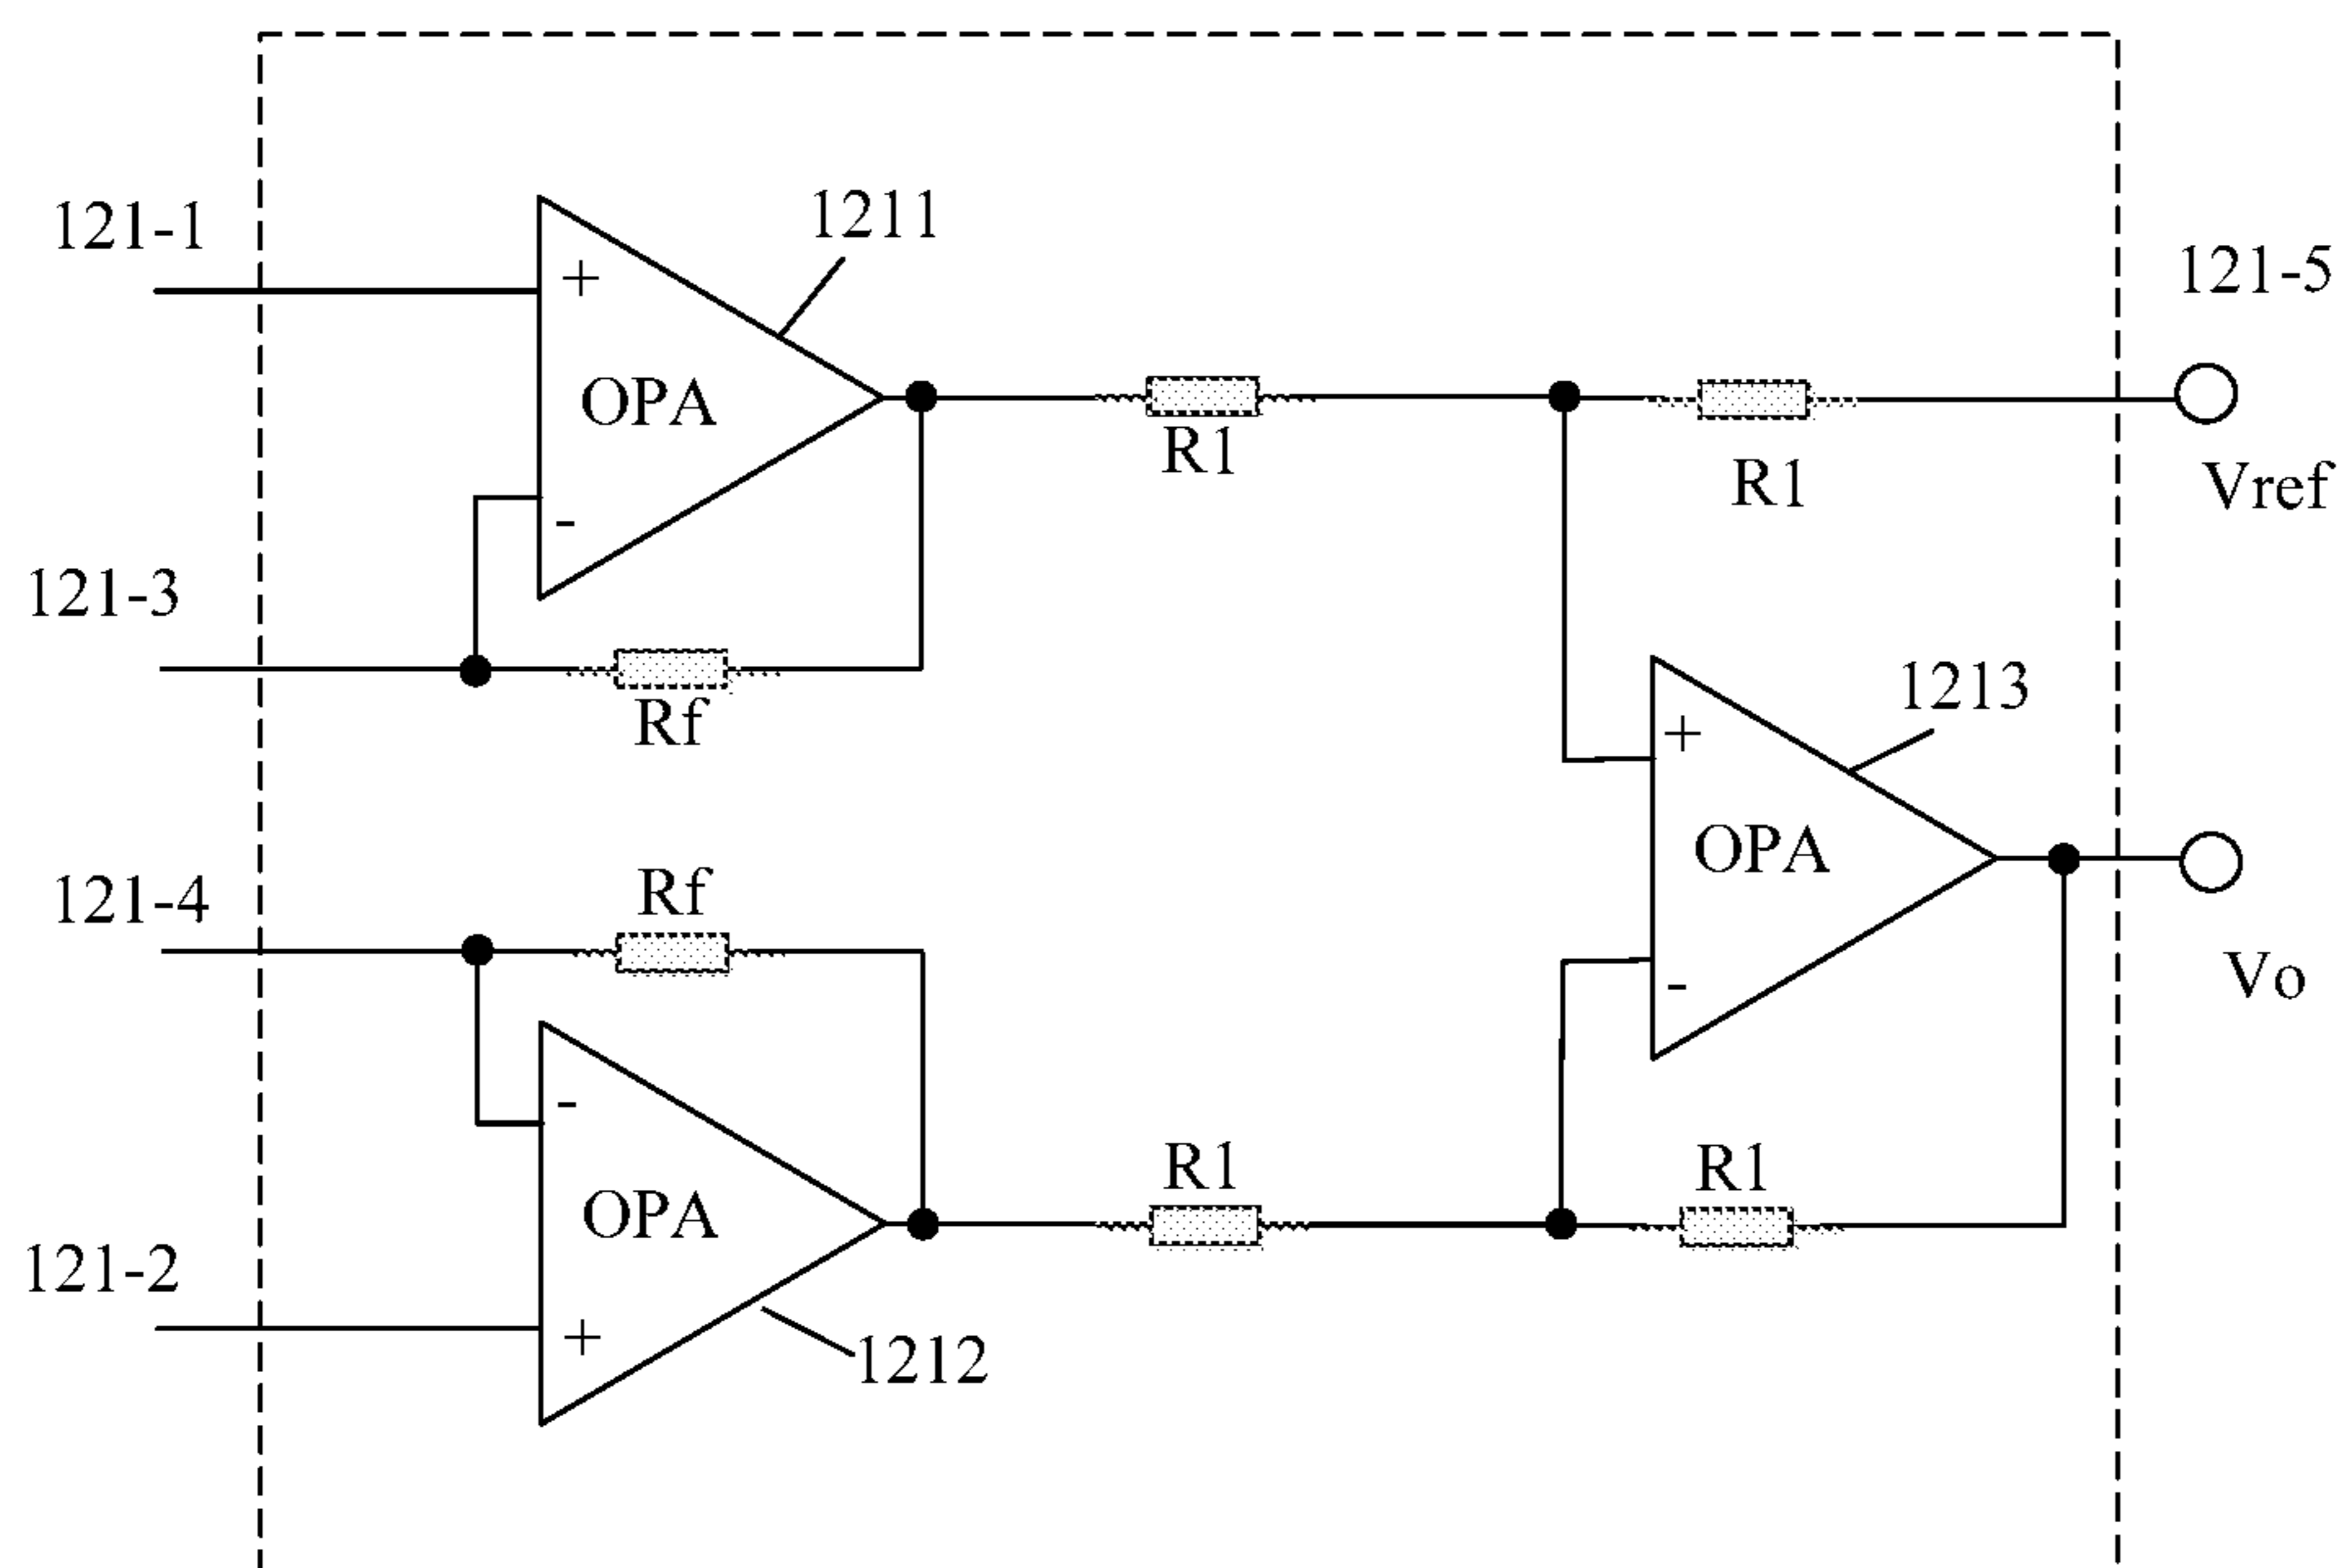 121-1
1211
121-5
+
OPA
R1
R1
Vref
-
121-3
Rf
1213
+
OPA
121-4
Rf
Vo
-
-
R1
R1
OPA
121-2
+
1212